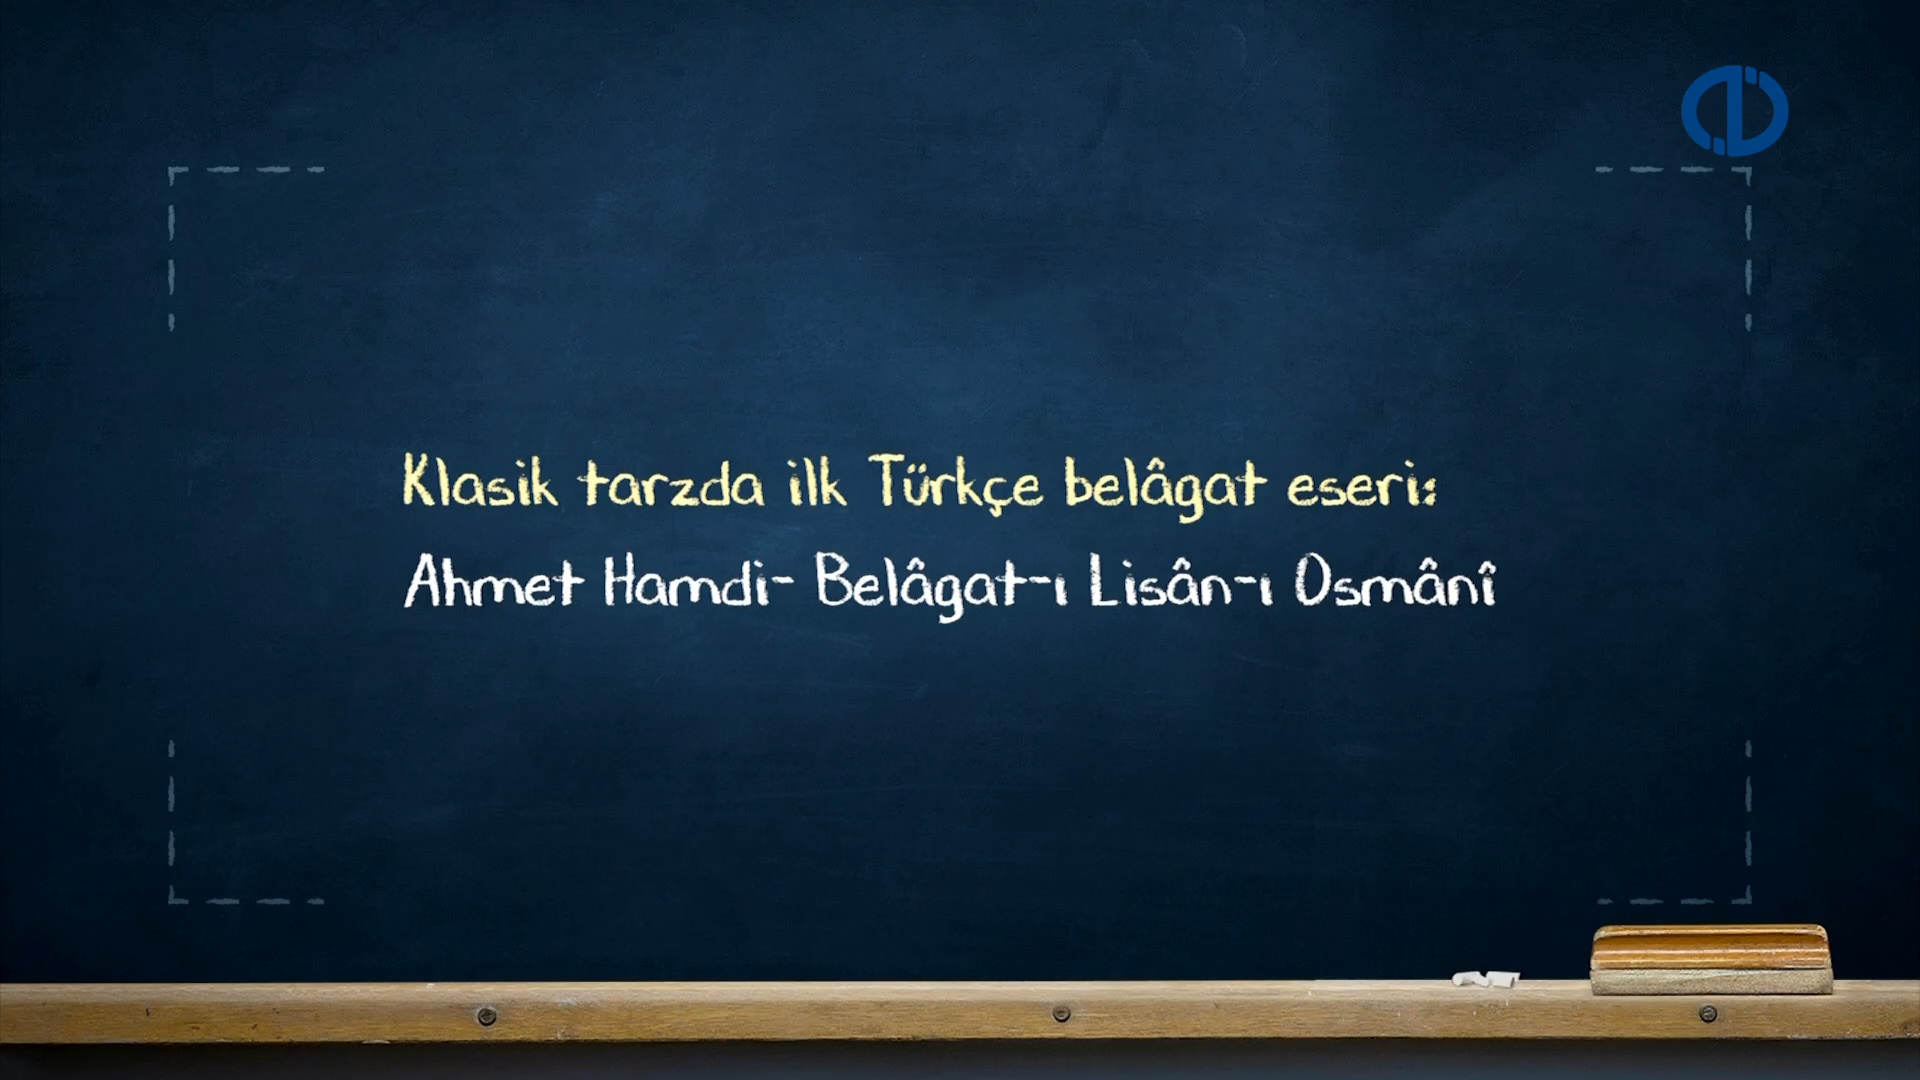 Klasik tarzda ilk Türkçe belâgat eseri:
Ahmet Hamdi- Belâgat-ı Lisân-ı Osmânî